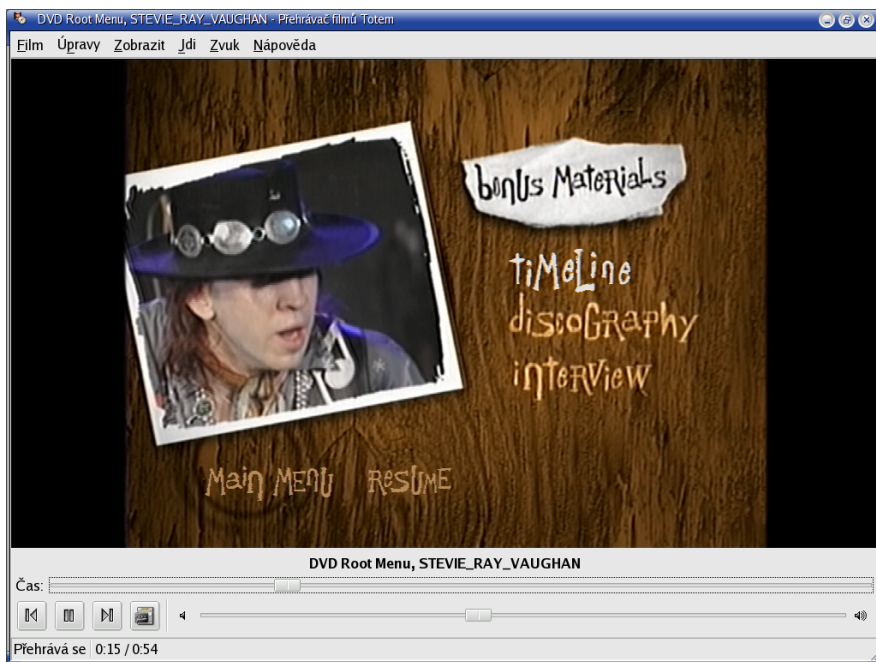 DVD Root Menu, STEVIE_RAY_VAUGHAN - Přehrávač filmů Totem
Film Úpravy Zobrazit Jdi Zvuk Nápověda
bonus Materials
timeline
discography
interview
Main Menu Resume
DVD Root Menu, STEVIE_RAY_VAUGHAN
Čas:
Přehrává se 0:15 / 0:54